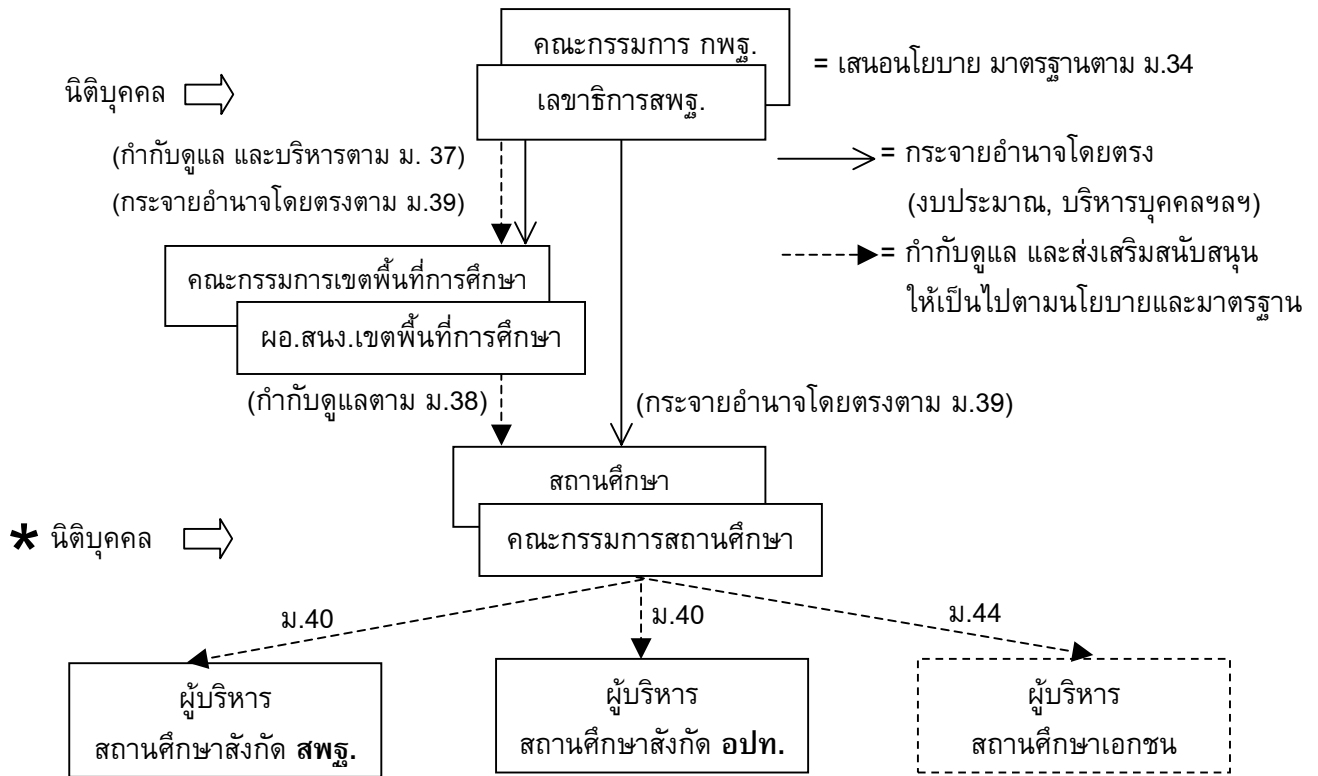 คณะกรรมการ กพฐ.
= เสนอนโยบาย มาตรฐานตาม ม.34
นิติบุคคล
เลขาธิการสพฐ.
(กำกับดูแล และบริหารตาม ม. 37)
(กระจายอำนาจโดยตรงตาม ม.39)
= กระจายอำนาจโดยตรง
(งบประมาณ, บริหารบุคคลฯลฯ)
= กำกับดูแล และส่งเสริมสนับสนุน
ให้เป็นไปตามนโยบายและมาตรฐาน
คณะกรรมการเขตพื้นที่การศึกษา
ผอ.สนง.เขตพื้นที่การศึกษา
(กำกับดูแลตาม ม.38)
(กระจายอำนาจโดยตรงตาม ม.39)
สถานศึกษา
* นิติบุคคล
คณะกรรมการสถานศึกษา
ม.40
ม.40
ม.44
ผู้บริหาร
สถานศึกษาสังกัด สพฐ.
ผู้บริหาร
สถานศึกษาสังกัด อปท.
ผู้บริหาร
สถานศึกษาเอกชน